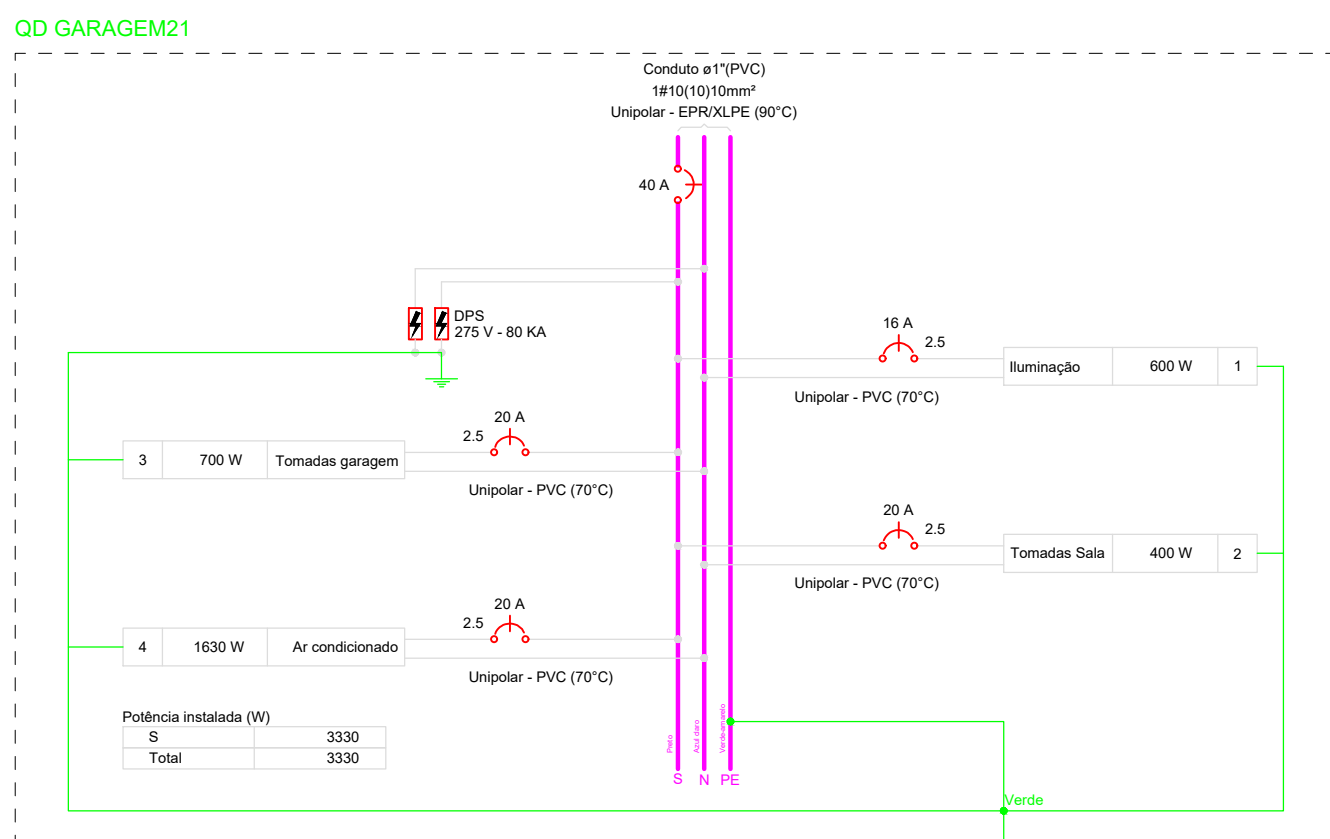 QD GARAGEM21
Conduto ø1"(PVC)
1#10(10)10mm²
Unipolar - EPR/XLPE (90°C)
40 A
DPS
275 V - 80 KA
16 A
2.5
Iluminação 600 W 1
Unipolar - PVC (70°C)
20 A
2.5
3 700 W Tomadas garagem
Unipolar - PVC (70°C)
20 A
2.5
Tomadas Sala 400 W 2
Unipolar - PVC (70°C)
20 A
2.5
4 1630 W Ar condicionado
Unipolar - PVC (70°C)
Potência instalada (W)
S 3330
Total 3330
Preto
Azul claro
Verde-amarelo
S N PE
Verde